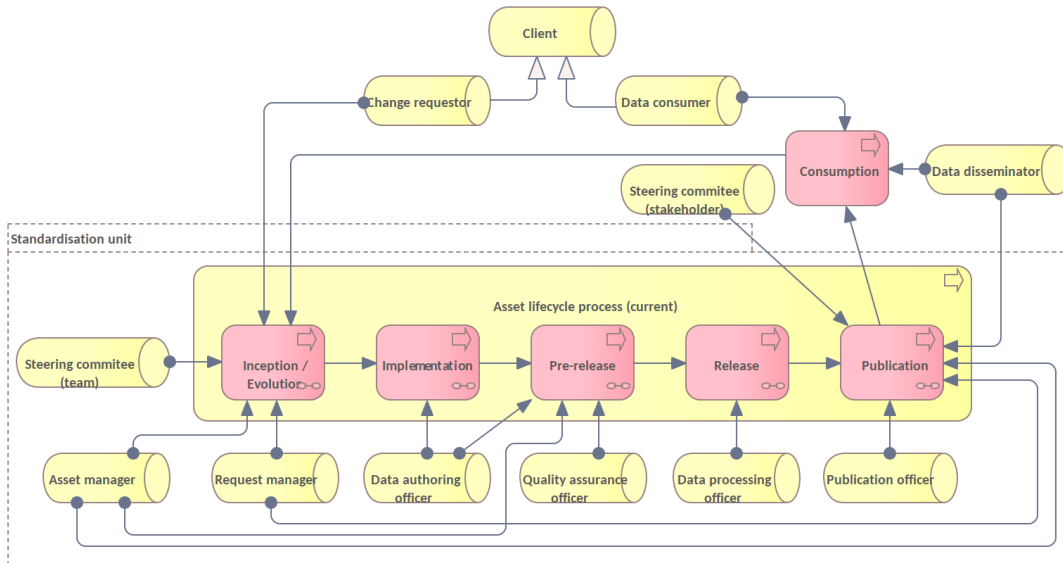 Client
Change requestor
Data consumer
Consumption
Data disseminator
Steering commitee
(stakeholder)
Standardisation unit
Asset lifecycle process (current)
Steering commitee
(team)
Inception /
Evolution
Implementation
Pre-release
Release
Publication
Asset manager
Request manager
Data authoring
officer
Quality assurance
officer
Data processing
officer
Publication officer